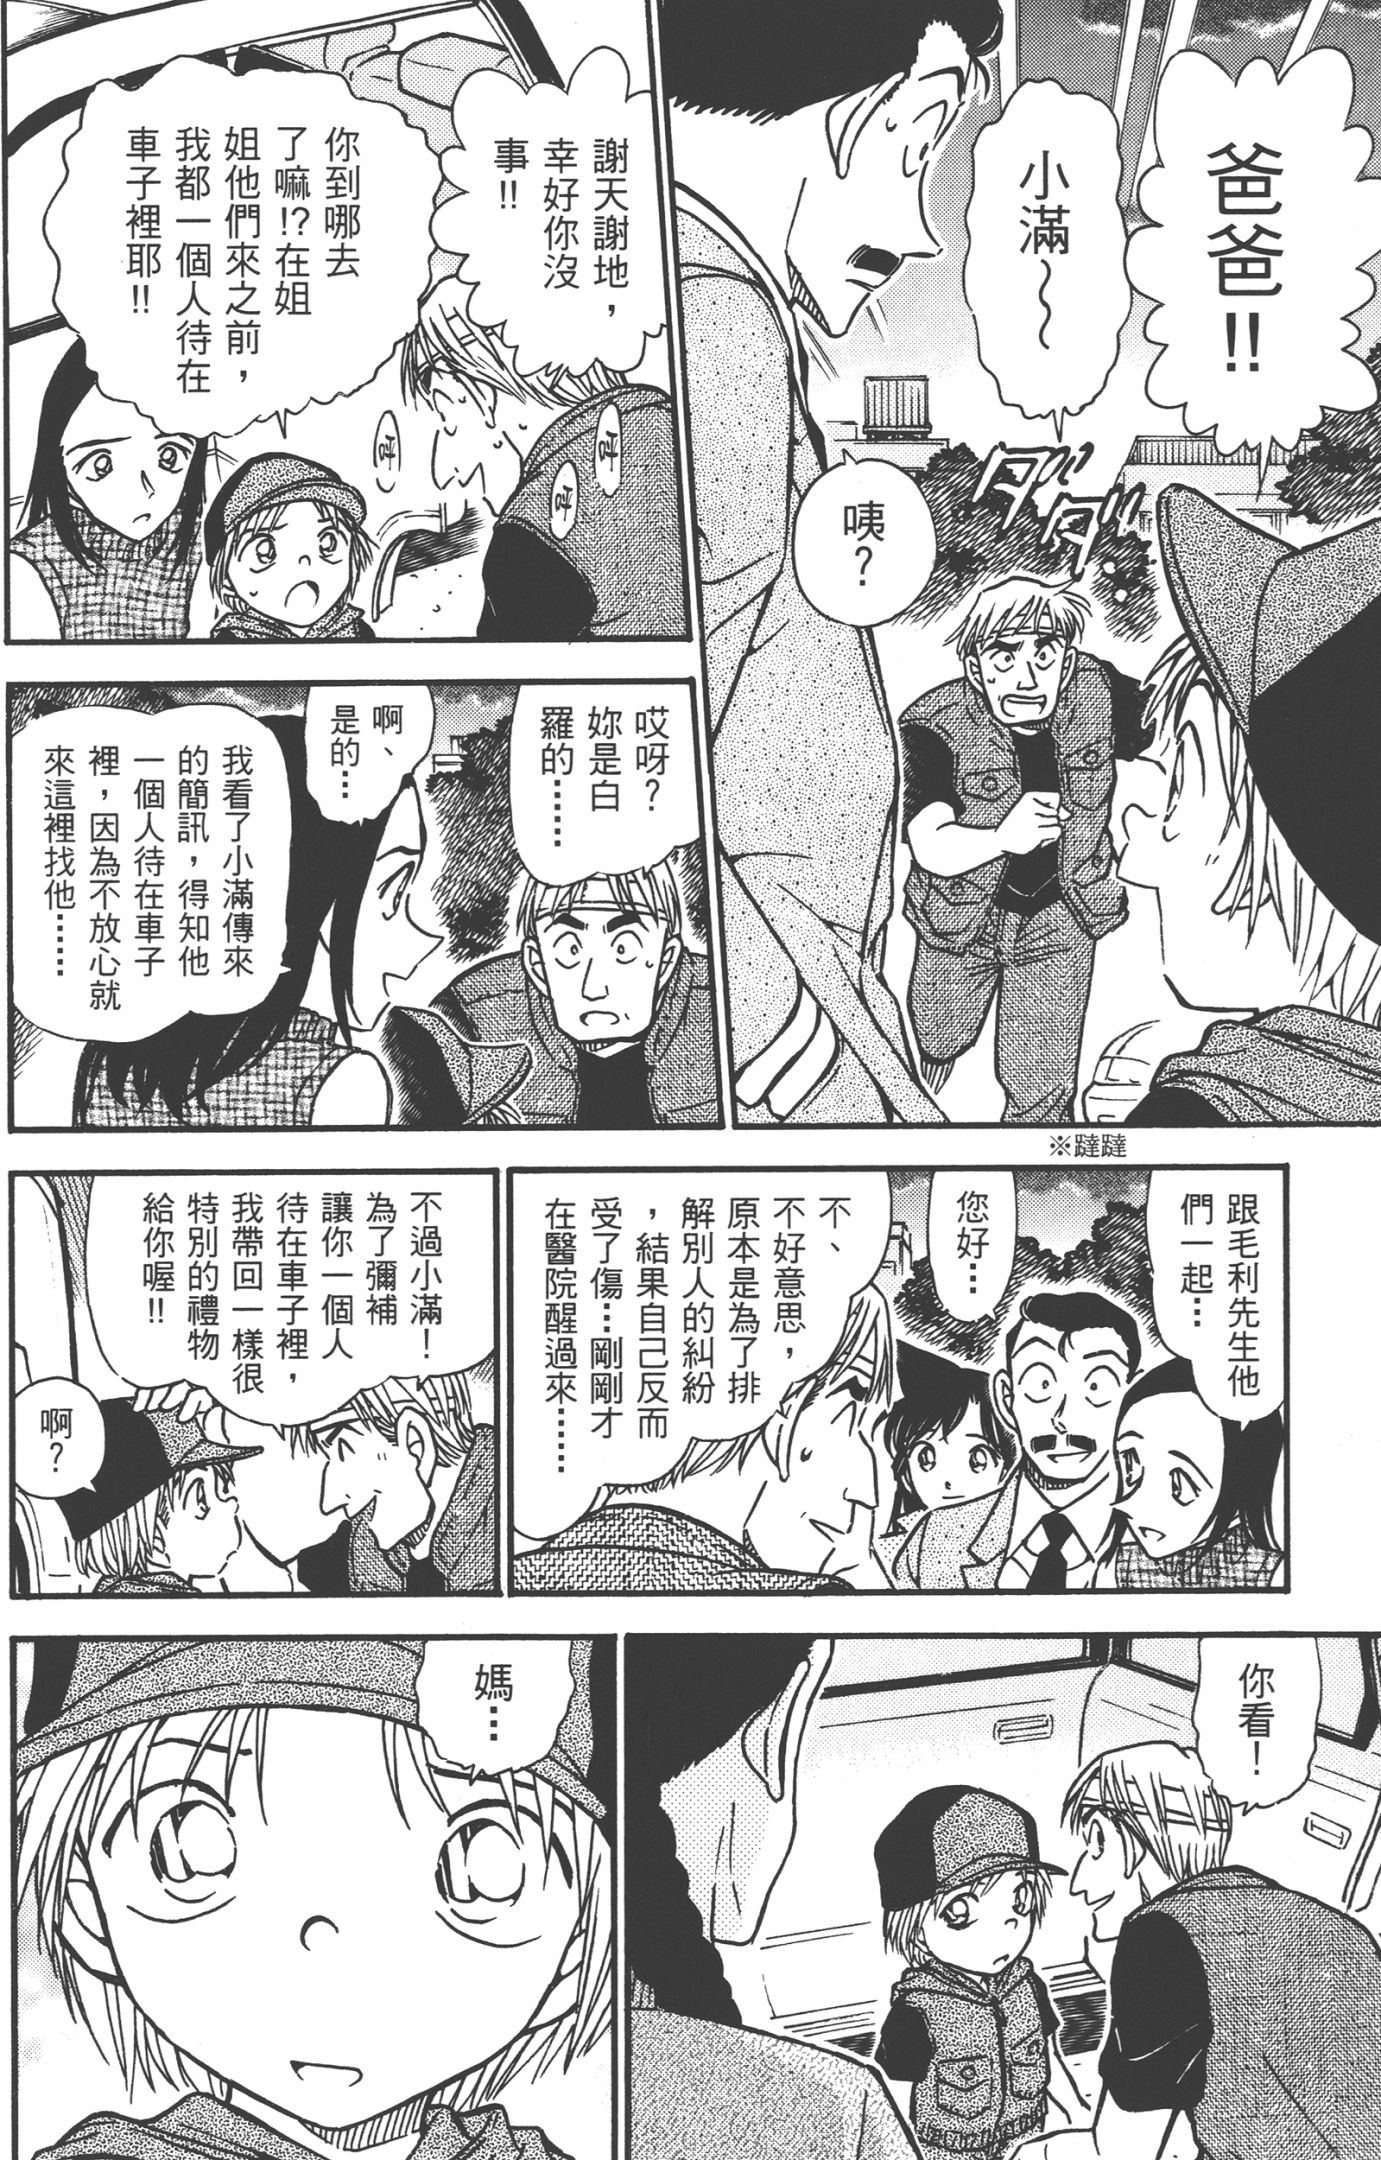 爸爸!!
小滿~
咦?
ダダダダ
※躂躂
謝天謝地，
幸好你沒
事!!
呼
呼
呼
你到哪去
了嘛!?在姐
姐他們來之前，
我都一個人待在
車子裡耶!!
哎呀?
妳是白
羅的……
啊、
是的…
我看了小滿傳來
的簡訊，得知他
一個人待在車子
裡，因為不放心就
來這裡找他……
跟毛利先生他
們一起…
您好…
不、
不好意思，
原本是為了排
解別人的糾紛
，結果自己反而
受了傷…剛剛才
在醫院醒過來……
不過小滿!
為了彌補
讓你一個人
待在車子裡，
我帶回一樣很
特別的禮物
給你喔!!
啊?
你看!
媽…